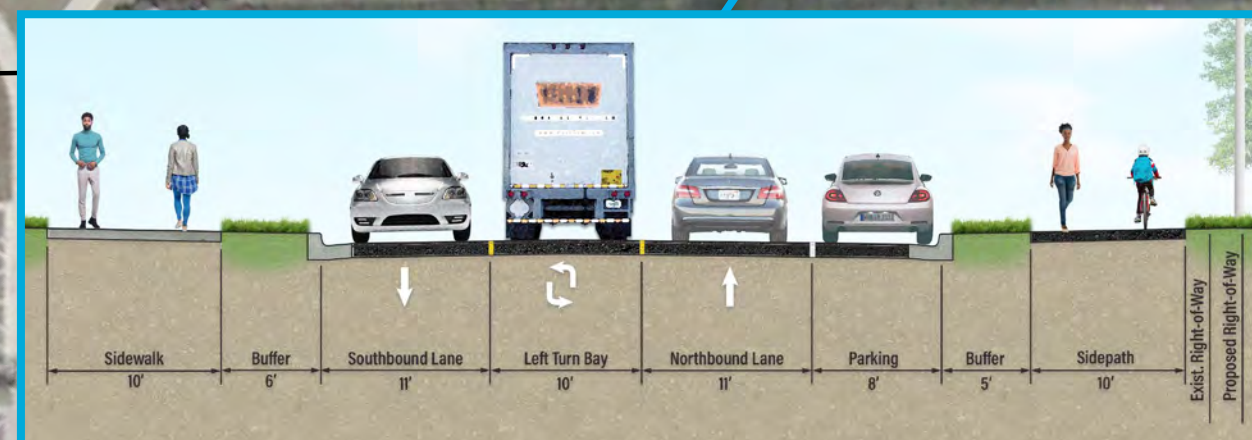 Sidewalk
10'
Buffer
6'
Southbound Lane
11'
Left Turn Bay
10'
Northbound Lane
11'
Parking
8'
Buffer
5'
Sidepath
10'
Exist. Right-of-Way
Proposed Right-of-Way